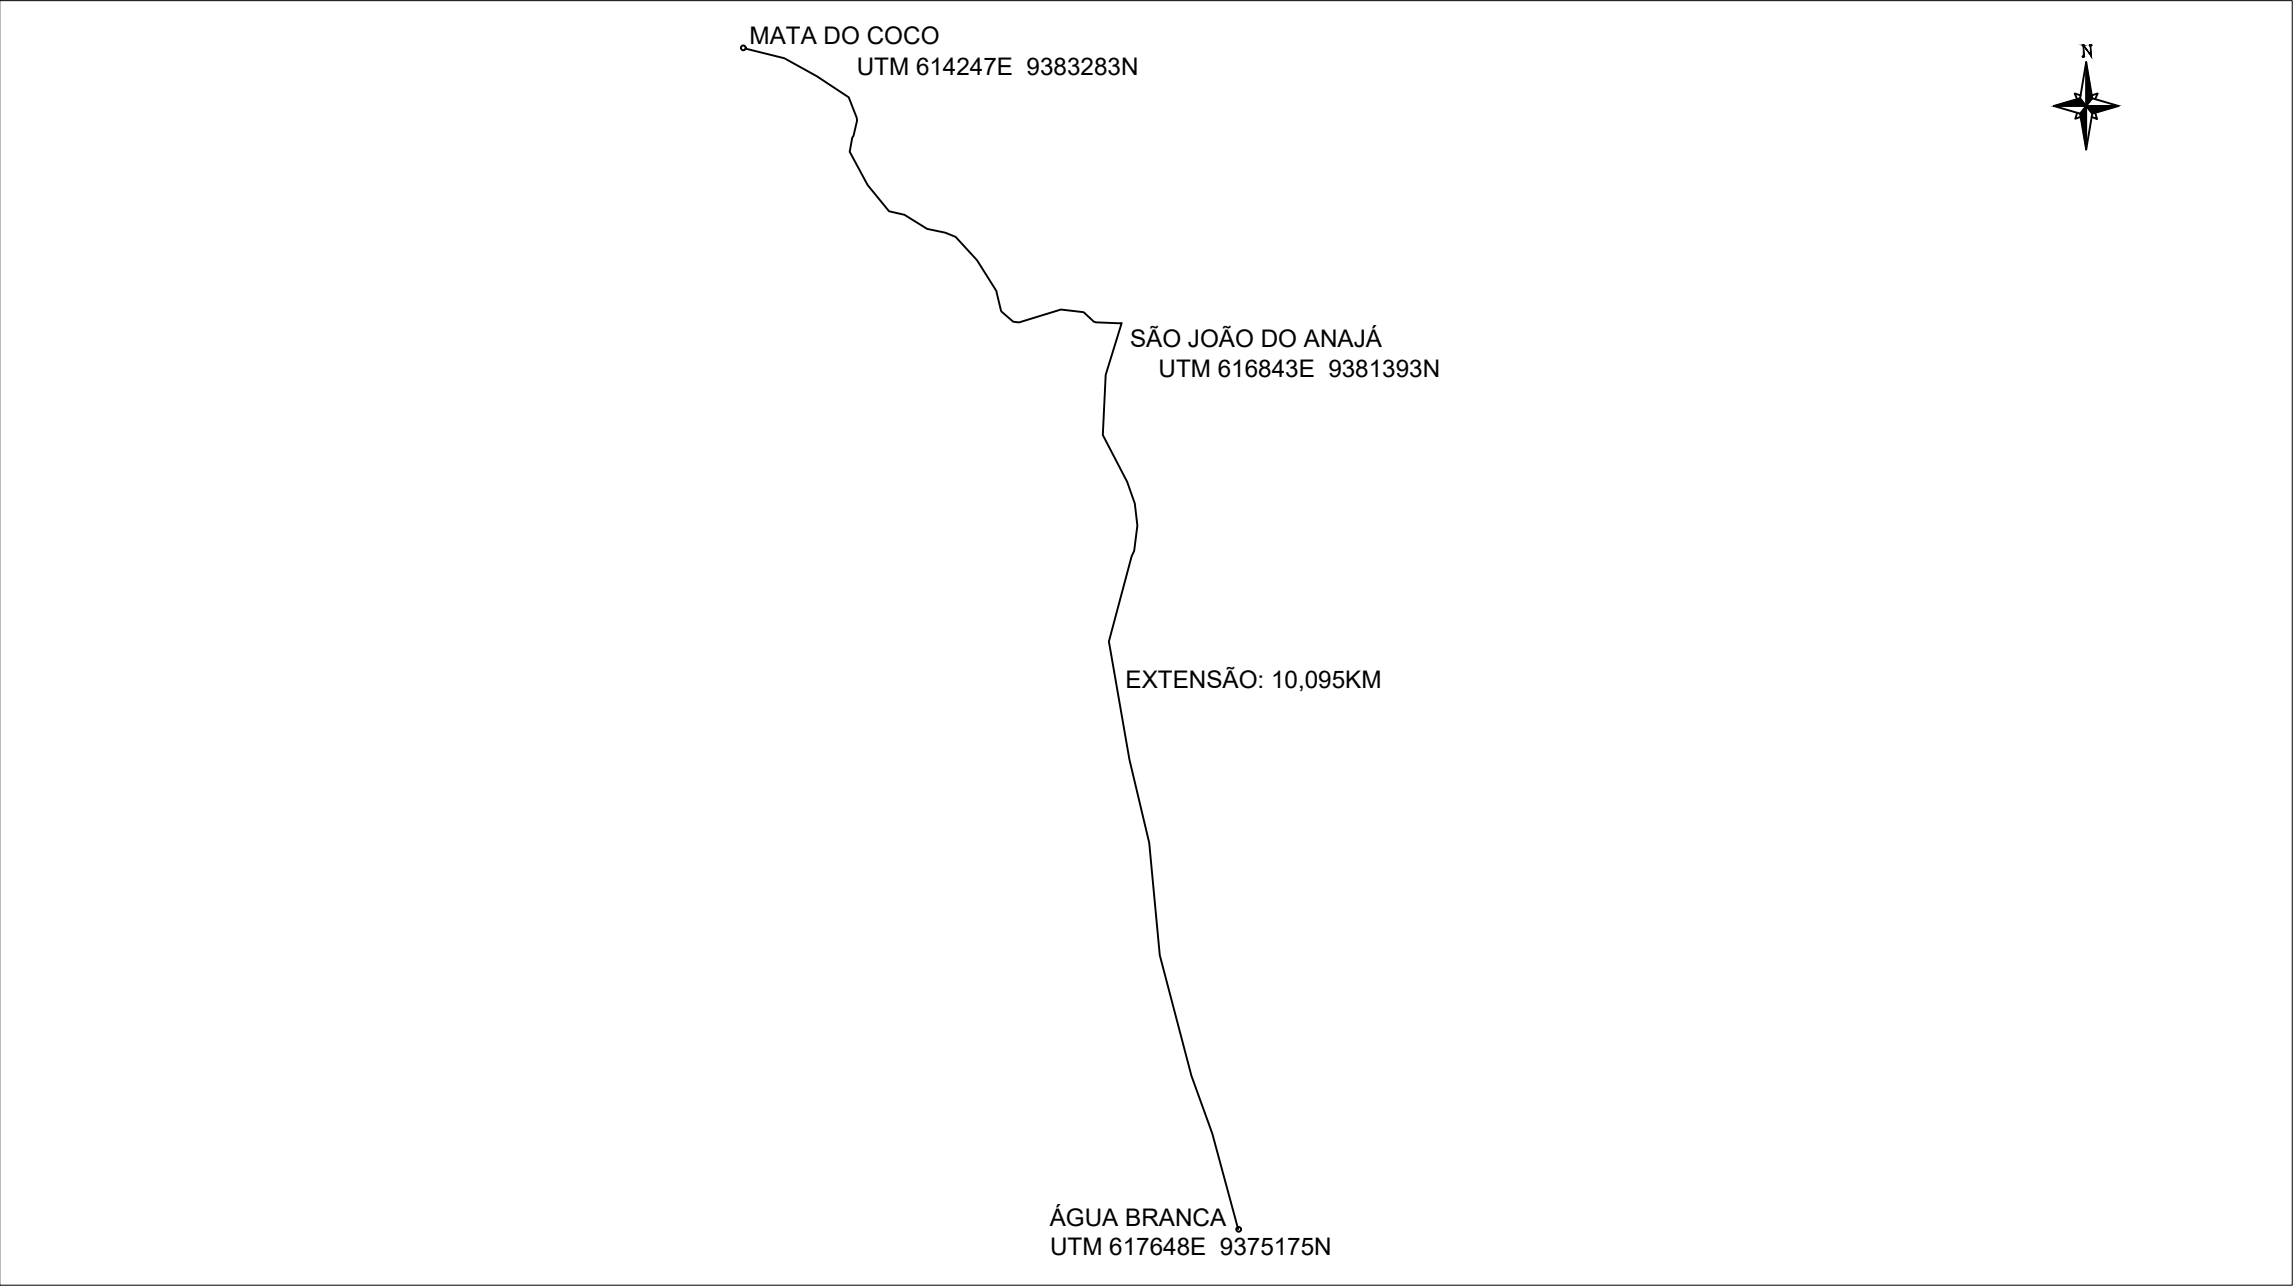 MATA DO COCO
UTM 614247E 9383283N
N
SÃO JOÃO DO ANAJÁ
UTM 616843E 9381393N
EXTENSÃO: 10,095KM
ÁGUA BRANCA
UTM 617648E 9375175N